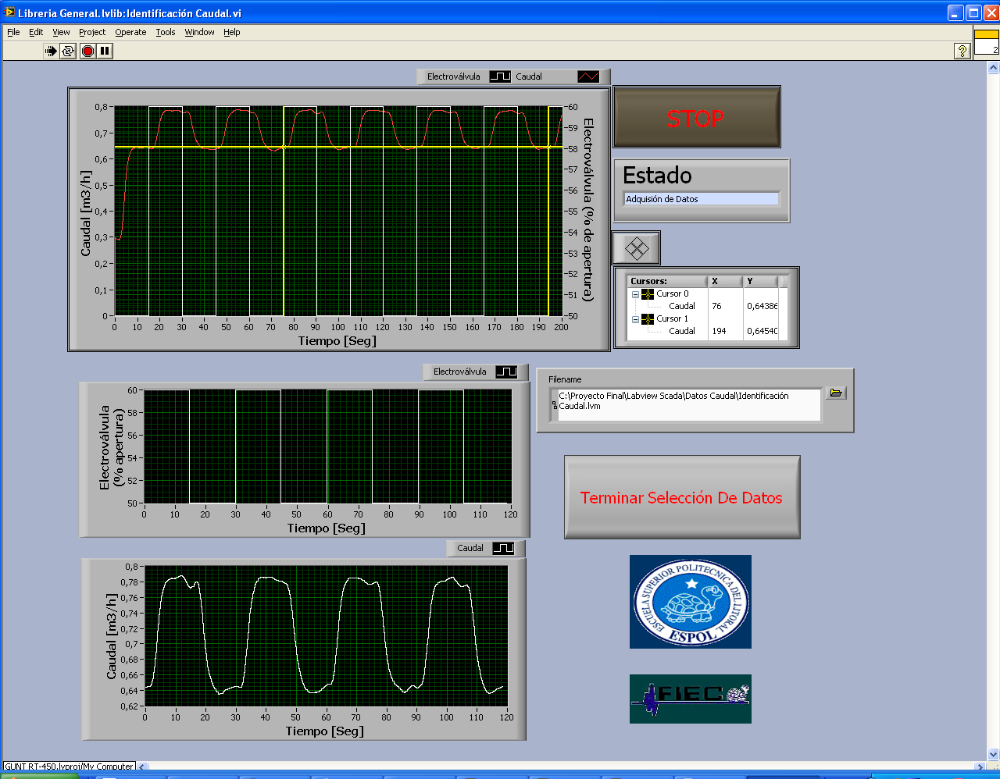 Libreria General.lvlib:Identificación Caudal.vi
File Edit View Project Operate Tools Window Help
2
Electroválvula Caudal
0,8
0,7
0,6
0,5
0,4
0,3
0,2
0,1
0
Caudal [m3/h]
60
59
58
57
56
55
54
53
52
51
50
Electroválvula (% de apertura)
0 10 20 30 40 50 60 70 80 90 100 110 120 130 140 150 160 170 180 190 200
Tiempo [Seg]
STOP
Estado
Adquisión de Datos
Cursors: X Y
Cursor 0
Caudal 76 0,64386
Cursor 1
Caudal 194 0,6454
Electroválvula
60
58
56
54
52
50
Electroválvula
(% apertura)
0 10 20 30 40 50 60 70 80 90 100 110 120
Tiempo [Seg]
Filename
C:\Proyecto Final\Labview Scada\Datos Caudal\Identificación
Caudal.lvm
Terminar Selección De Datos
Caudal
0,8
0,78
0,76
0,74
0,72
0,7
0,68
0,66
0,64
0,62
Caudal [m3/h]
0 10 20 30 40 50 60 70 80 90 100 110 120
Tiempo [Seg]
ESCUELA SUPERIOR POLITECNICA DEL LITORAL
ESPOL
FIEC
GUNT RT-450.lvproj/My Computer